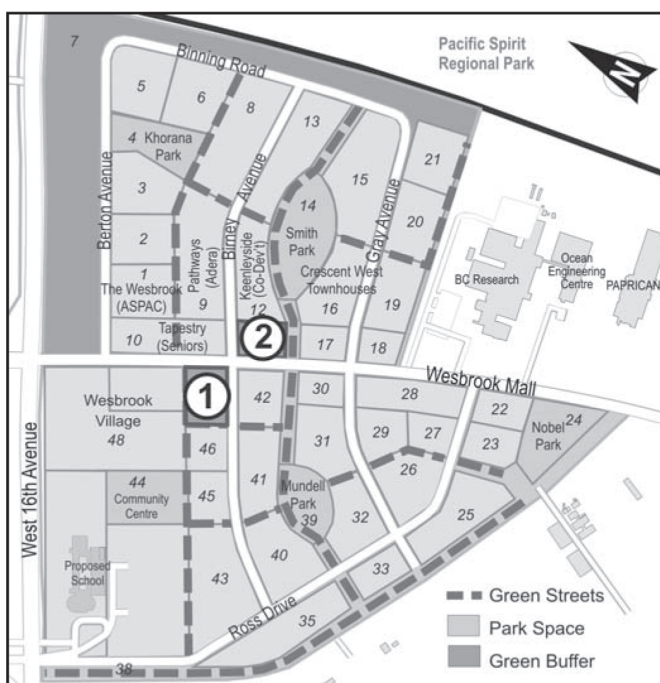 7
Binning Road
Pacific Spirit
Regional Park
N
5
6
8
13
4
Khorana
Park
21
15
3
Berton Avenue
Birney Avenue
14
Smith
Park
Gray Avenue
20
2
Pathways
(Adera)
Keenleyside
(Co-Dev't)
Crescent West
Townhouses
BC Research
Ocean
Engineering
Centre
PAPRICAN
1
The Wesbrook
(ASPAC)
9
12
16
19
10
Tapestry
(Seniors)
2
17
18
Wesbrook Mall
West 16th Avenue
Wesbrook
Village
48
1
42
30
28
22
24
Nobel
Park
46
31
29
27
23
44
Community
Centre
45
41
Mundell
Park
39
26
32
25
Proposed
School
43
40
33
Ross Drive
35
38
Green Streets
Park Space
Green Buffer